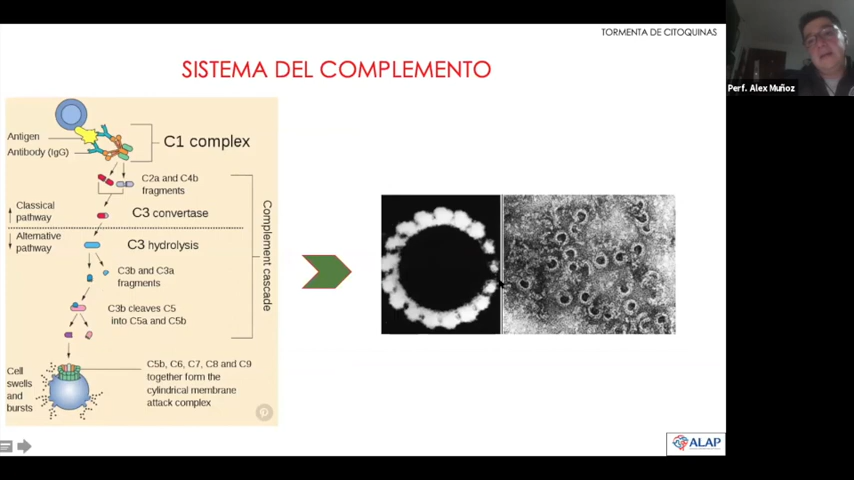 TORMENTA DE CITOQUINAS
SISTEMA DEL COMPLEMENTO
Perf. Alex Muñoz
Antigen
Antibody (IgG)
C1 complex
C2a and C4b
fragments
Classical
pathway
C3 convertase
Alternative
pathway
C3 hydrolysis
C3b and C3a
fragments
C3b cleaves C5
into C5a and C5b
Complement cascade
Cell
swells
and
bursts
C5b, C6, C7, C8 and C9
together form the
cylindrical membrane
attack complex
ALAP